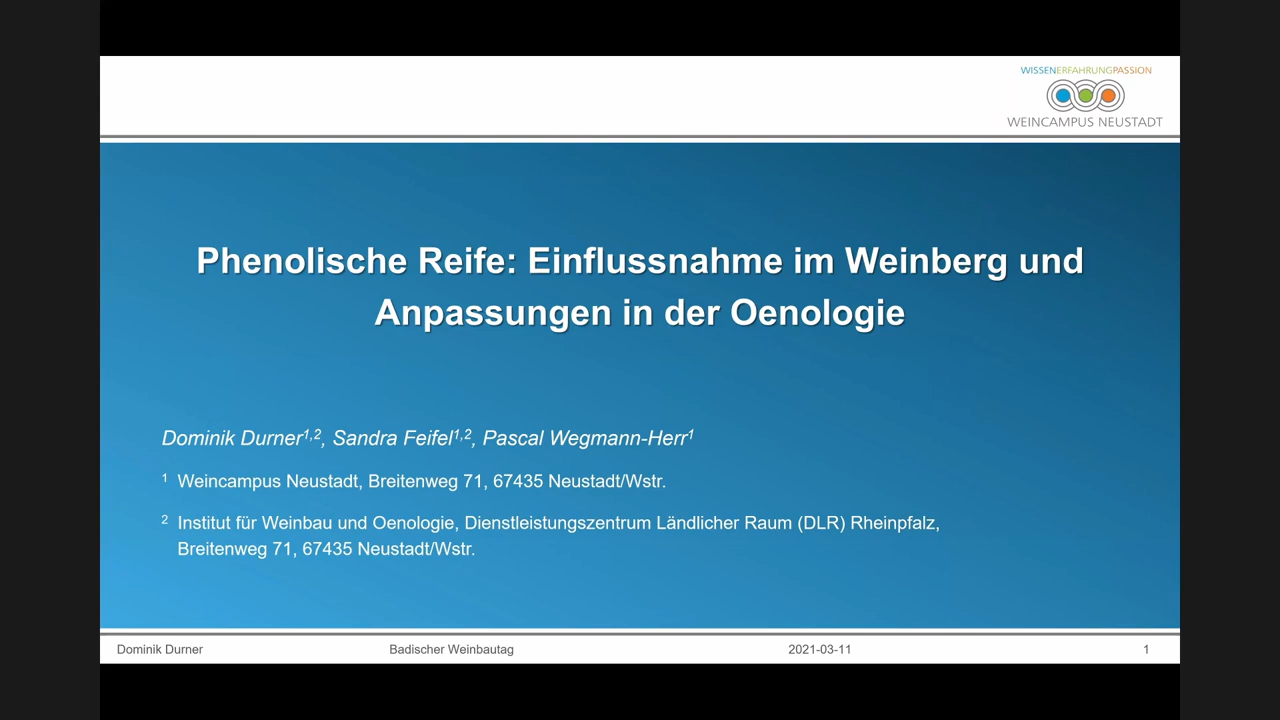 WISSENERFAHRUNGPASSION
WEINCAMPUS NEUSTADT
Phenolische Reife: Einflussnahme im Weinberg und
Anpassungen in der Oenologie
Dominik Durner1,2, Sandra Feifel1,2, Pascal Wegmann-Herr1
1 Weincampus Neustadt, Breitenweg 71, 67435 Neustadt/Wstr.
2 Institut für Weinbau und Oenologie, Dienstleistungszentrum Ländlicher Raum (DLR) Rheinpfalz,
Breitenweg 71, 67435 Neustadt/Wstr.
Dominik Durner Badischer Weinbautag 2021-03-11 1